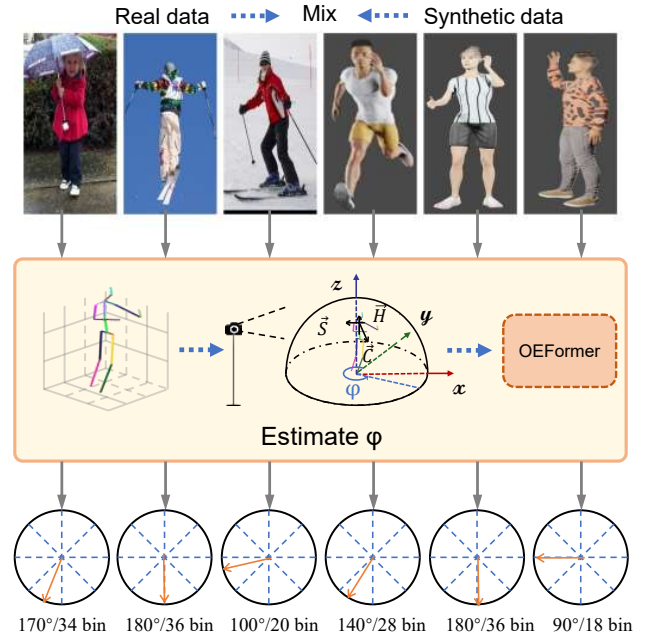 Real data Mix Synthetic data
z
y
x
S⃗ H⃗
C⃗
φ
OEFormer
Estimate φ
170°/34 bin 180°/36 bin 100°/20 bin 140°/28 bin 180°/36 bin 90°/18 bin